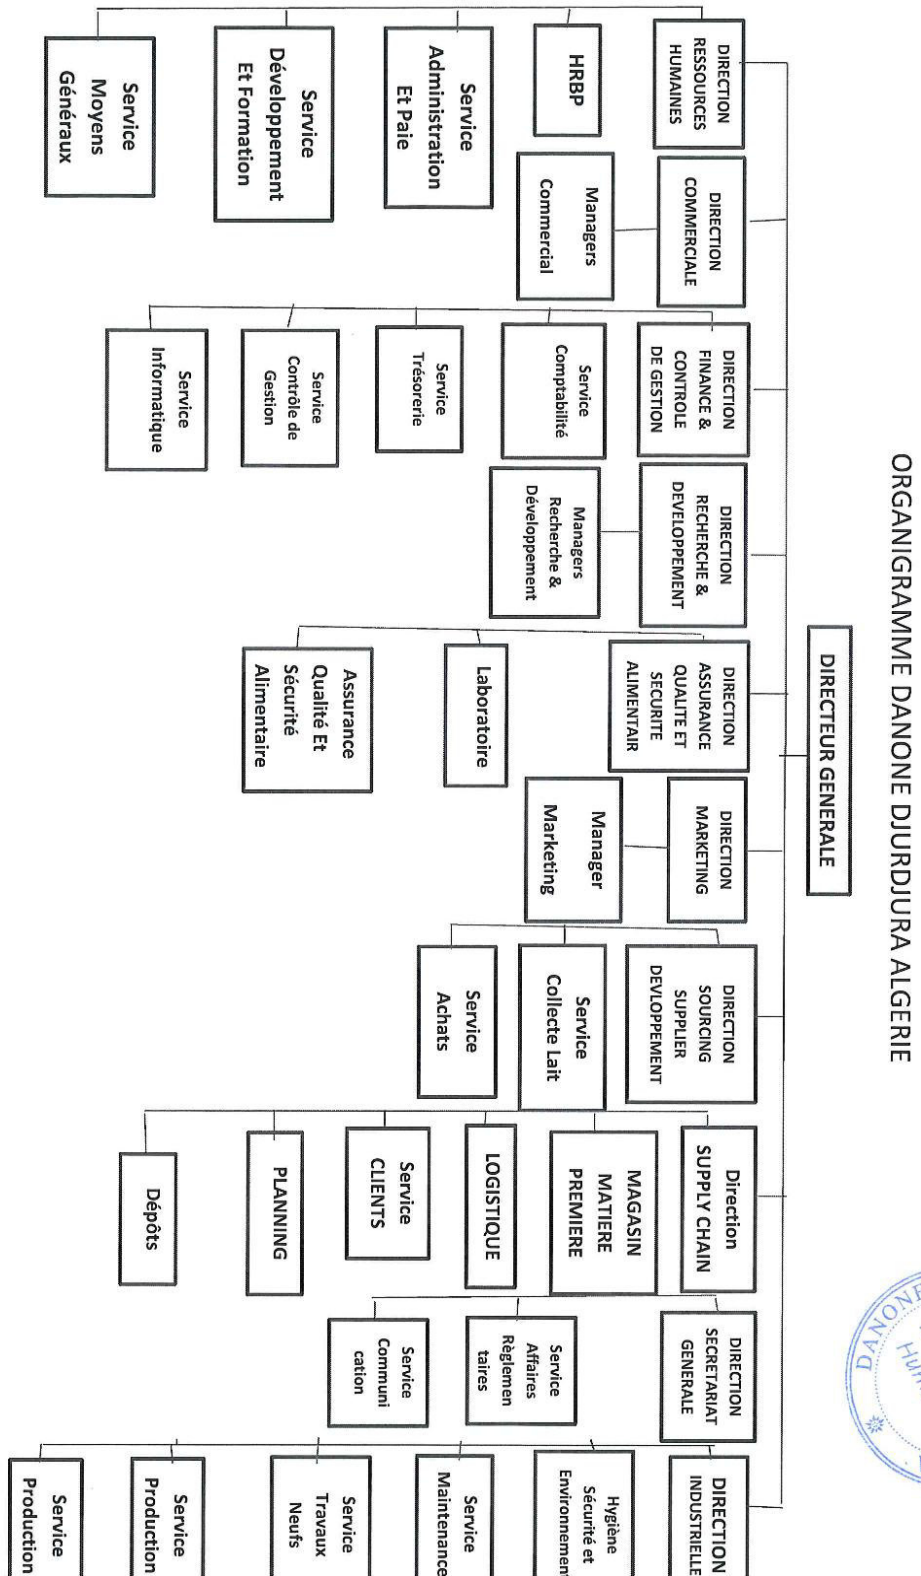 ORGANIGRAMME DANONE DJURDJURA ALGERIE
DIRECTEUR GENERALE
DIRECTION
RESSOURCES
HUMAINES
HRBP
Service
Administration
Et Paie
Service
Développement
Et Formation
Service
Moyens
Généraux
DIRECTION
COMMERCIALE
Managers
Commercial
DIRECTION
FINANCE &
CONTROLE
DE GESTION
Service
Comptabilité
Service
Trésorerie
Service
Contrôle de
Gestion
Service
Informatique
DIRECTION
RECHERCHE &
DEVELOPPEMENT
Managers
Recherche &
Développement
DIRECTION
ASSURANCE
QUALITE ET
SECURITE
ALIMENTAIR
Laboratoire
Assurance
Qualité Et
Sécurité
Alimentaire
DIRECTION
MARKETING
Manager
Marketing
DIRECTION
SOURCING
SUPPLIER
DEVLOPPEMENT
Service
Collecte Lait
Service
Achats
Direction
SUPPLY CHAIN
MAGASIN
MATIERE
PREMIERE
LOGISTIQUE
Service
CLIENTS
PLANNING
Dépôts
DIRECTION
SECRETARIAT
GENERALE
Service
Affaires
Règlemen
taires
Service
Communi
cation
DIRECTION
INDUSTRIELLE
Hygiène
Sécurité et
Environnement
Service
Maintenance
Service
Travaux
Neufs
Service
Production
Service
Production
DANONE